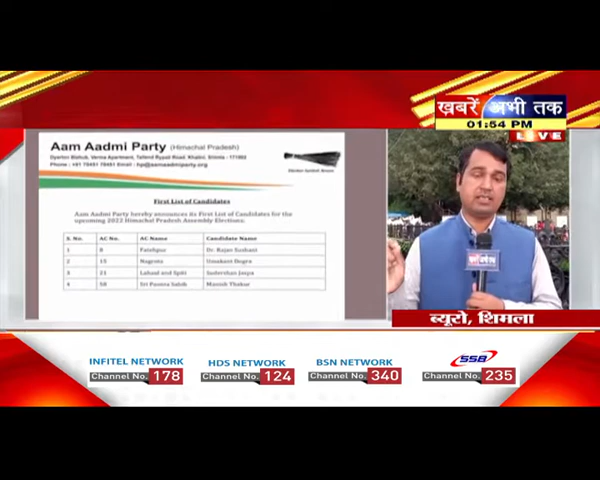 ख़बरें अभी तक
01:54 PM
LIVE
Aam Aadmi Party (Himachal Pradesh)
First List of Candidates
Aam Aadmi Party hereby announces its First List of Candidates for the
upcoming 2022 Himachal Pradesh Assembly Elections.
S. No. AC No. AC Name Candidate Name
1 8 Fatehpur Dr. Rajan Sushant
2 15 Nagrota Umakant Dogra
3 21 Lahaul and Spiti Sudershan Jaspa
4 58 Sri Paonta Sahib Manish Thakur
ब्यूरो, शिमला
INFITEL NETWORK
Channel No. 178
HDS NETWORK
Channel No. 124
BSN NETWORK
Channel No. 340
SSB
Channel No. 235